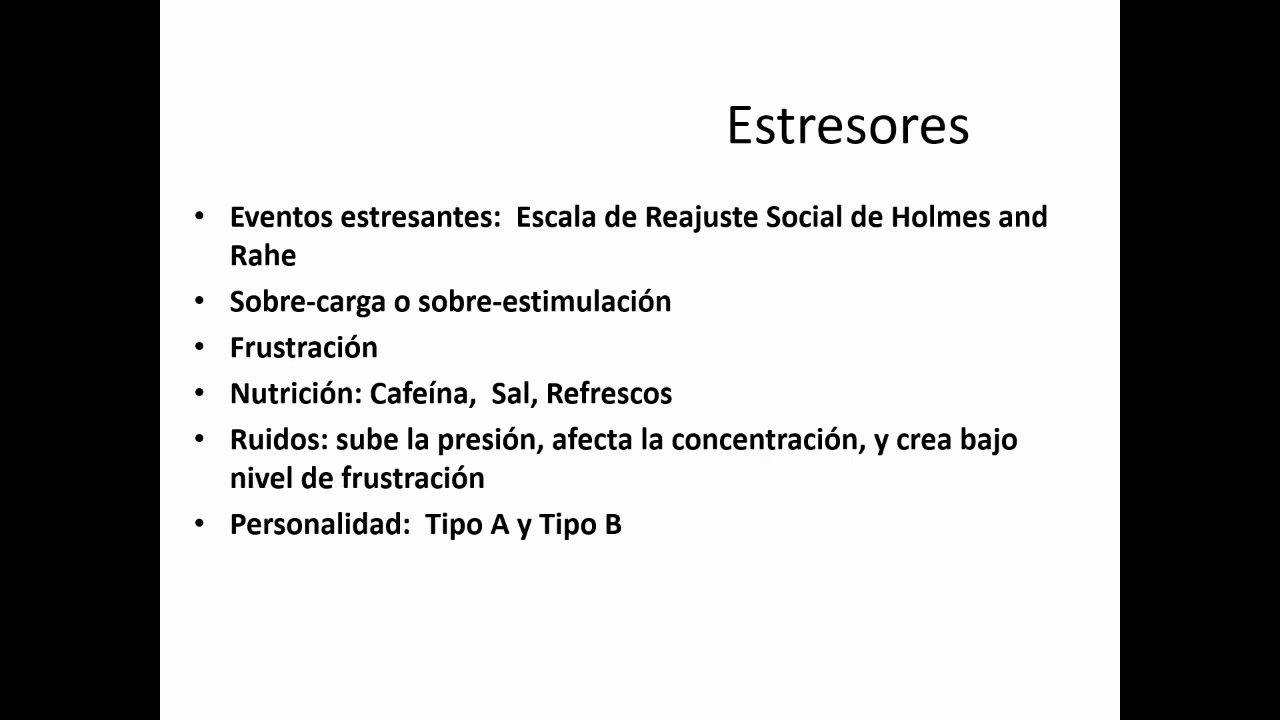 Estresores
• Eventos estresantes:  Escala de Reajuste Social de Holmes and
Rahe
• Sobre-carga o sobre-estimulación
• Frustración
• Nutrición: Cafeína,  Sal, Refrescos
• Ruidos: sube la presión, afecta la concentración, y crea bajo
nivel de frustración
• Personalidad:  Tipo A y Tipo B